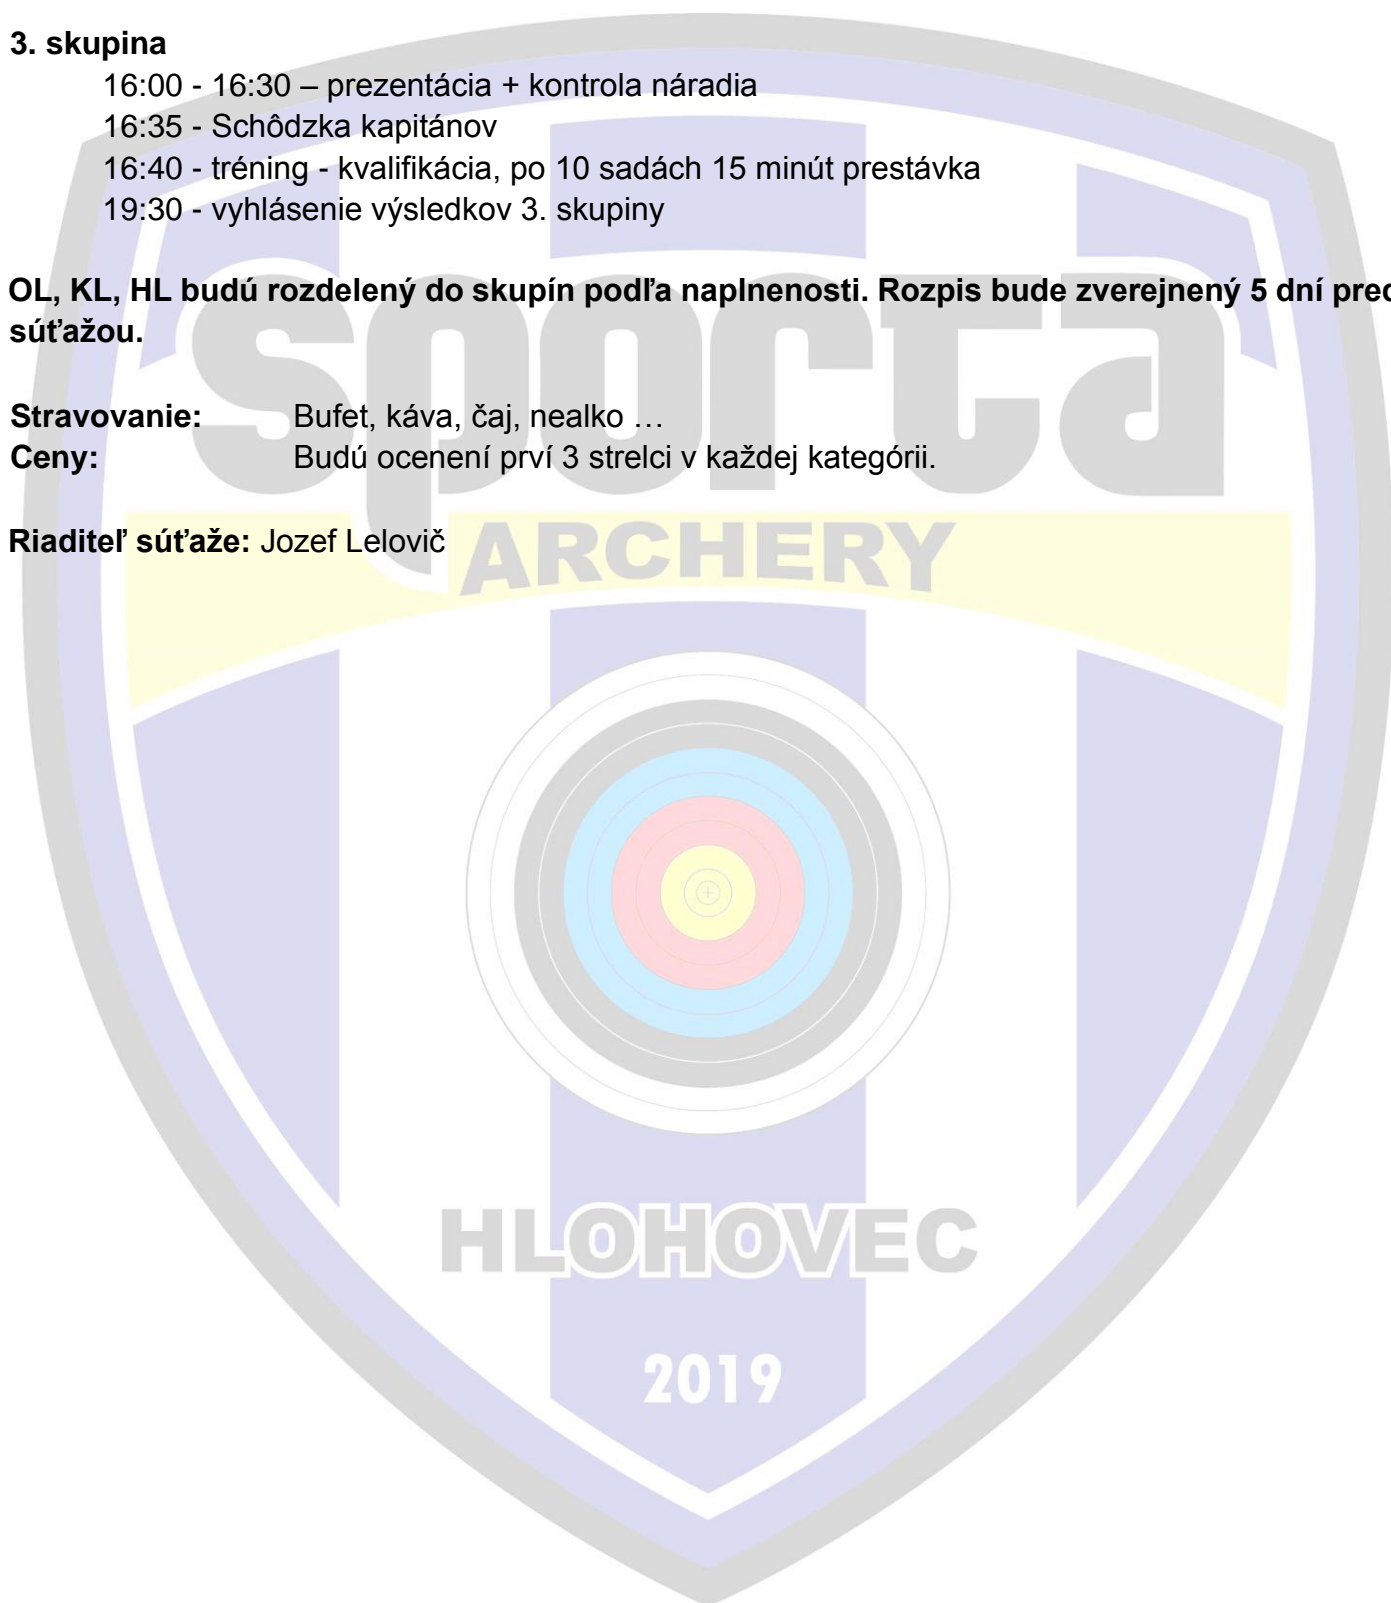 3. skupina
16:00 - 16:30 – prezentácia + kontrola náradia
16:35 - Schôdzka kapitánov
16:40 - tréning - kvalifikácia, po 10 sadách 15 minút prestávka
19:30 - vyhlásenie výsledkov 3. skupiny
OL, KL, HL budú rozdelený do skupín podľa naplnenosti. Rozpis bude zverejnený 5 dní pred
súťažou.
Stravovanie: Bufet, káva, čaj, nealko …
Ceny: Budú ocenení prví 3 strelci v každej kategórii.
Riaditeľ súťaže: Jozef Lelovič
sporta
ARCHERY
HLOHOVEC
2019